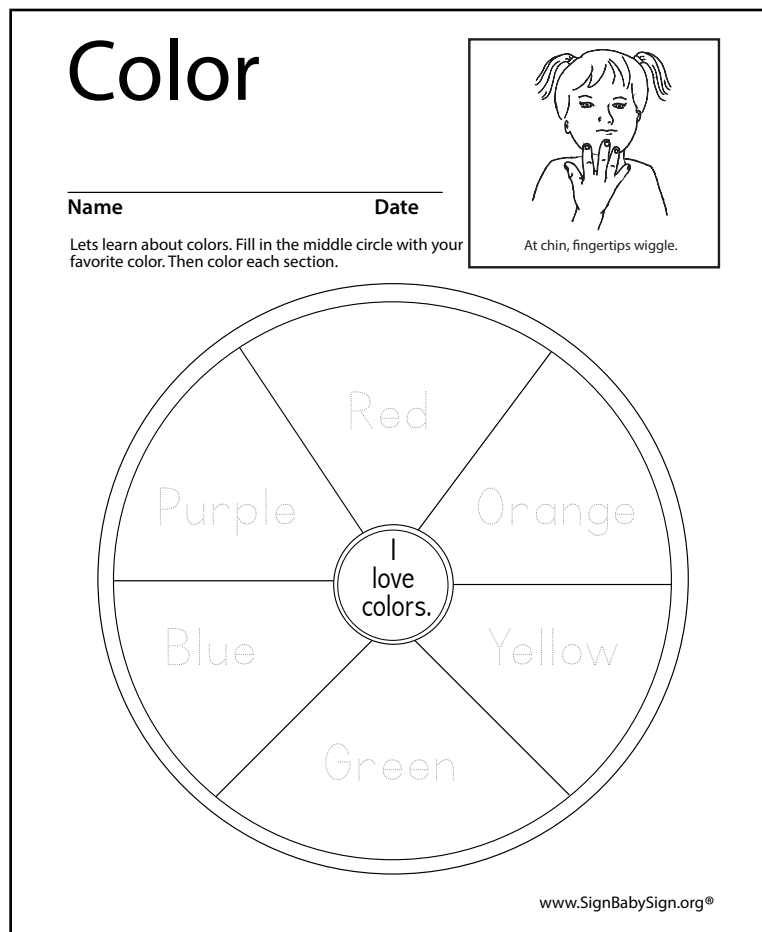 Color
Name Date
Lets learn about colors. Fill in the middle circle with your
favorite color. Then color each section.
At chin, fingertips wiggle.
Red
Purple
Orange
I
love
colors.
Blue
Yellow
Green
www.SignBabySign.org®